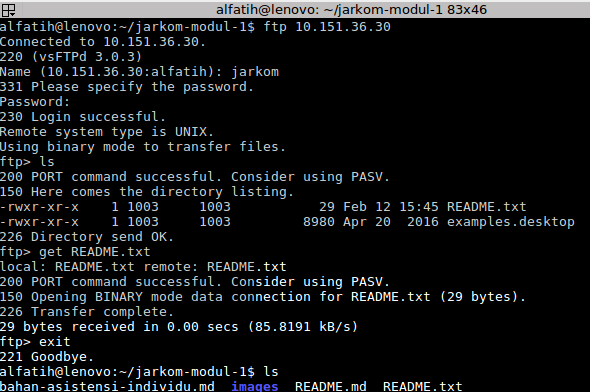 alfatih@lenovo: ~/jarkom-modul-1 83x46
alfatih@lenovo:~/jarkom-modul-1$ ftp 10.151.36.30
Connected to 10.151.36.30.
220 (vsFTPd 3.0.3)
Name (10.151.36.30:alfatih): jarkom
331 Please specify the password.
Password:
230 Login successful.
Remote system type is UNIX.
Using binary mode to transfer files.
ftp> ls
200 PORT command successful. Consider using PASV.
150 Here comes the directory listing.
-rwxr-xr-x    1 1003     1003           29 Feb 12 15:45 README.txt
-rwxr-xr-x    1 1003     1003         8980 Apr 20  2016 examples.desktop
226 Directory send OK.
ftp> get README.txt
local: README.txt remote: README.txt
200 PORT command successful. Consider using PASV.
150 Opening BINARY mode data connection for README.txt (29 bytes).
226 Transfer complete.
29 bytes received in 0.00 secs (85.8191 kB/s)
ftp> exit
221 Goodbye.
alfatih@lenovo:~/jarkom-modul-1$ ls
bahan-asistensi-individu.md  images  README.md  README.txt